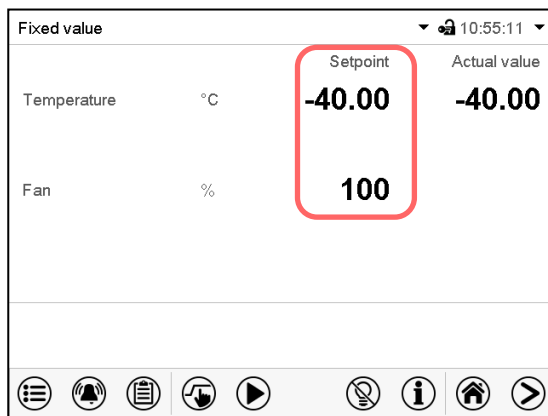 Fixed value 10:55:11
Setpoint Actual value
Temperature °C -40.00 -40.00
Fan % 100